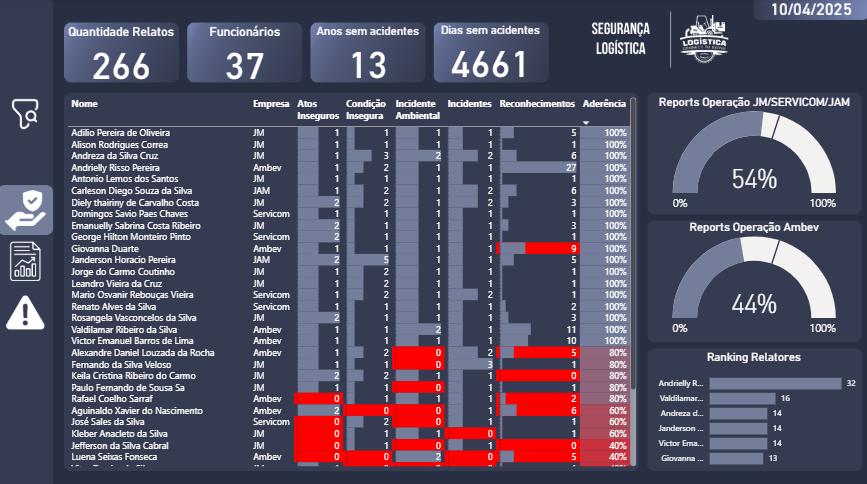 10/04/2025
Quantidade Relatos
266
Funcionários
37
Anos sem acidentes
13
Dias sem acidentes
4661
SEGURANÇA
LOGÍSTICA
LOGÍSTICA
Nome Empresa Atos Inseguros Condição Insegura Incidente Ambiental Incidentes Reconhecimentos Aderência
Adilio Pereira de Oliveira JM 1 1 1 1 5 100%
Alison Rodrigues Correa JM 1 1 1 1 1 100%
Andreza da Silva Cruz JM 1 3 2 2 6 100%
Andrielly Risso Pereira Ambev 1 2 1 1 27 100%
Antonio Lemos dos Santos JM 1 1 1 1 1 100%
Carleson Diego Souza da Silva JAM 1 2 1 2 6 100%
Diely thairiny de Carvalho Costa JM 2 2 1 1 3 100%
Domingos Savio Paes Chaves Servicom 1 1 1 1 1 100%
Emanuelly Sabrina Costa Ribeiro JM 2 1 1 1 3 100%
George Hilton Monteiro Pinto Servicom 2 1 1 1 1 100%
Giovanna Duarte Ambev 1 1 1 1 9 100%
Janderson Horacio Pereira JAM 2 5 1 1 5 100%
Jorge do Carmo Coutinho JM 1 2 1 1 1 100%
Leandro Vieira da Cruz JM 1 2 1 1 1 100%
Mario Osvanir Rebouças Vieira Servicom 1 2 1 2 1 100%
Renato Alves da Silva Servicom 1 1 1 1 2 100%
Rosangela Vasconcelos da Silva JM 2 1 1 1 3 100%
Valdilamar Ribeiro da Silva Ambev 1 1 2 1 11 100%
Victor Emanuel Barros de Lima Ambev 1 1 1 1 10 100%
Alexandre Daniel Louzada da Rocha Ambev 1 2 0 2 5 80%
Fernando da Silva Veloso JM 1 1 0 3 1 80%
Keila Cristina Ribeiro do Carmo JM 2 2 1 1 0 80%
Paulo Fernando de Sousa Sa JM 1 1 0 1 1 80%
Rafael Coelho Sarraf Ambev 0 1 1 1 2 80%
Aguinaldo Xavier do Nascimento Ambev 2 0 0 1 6 60%
José Sales da Silva Servicom 0 2 0 1 1 60%
Kleber Anacleto da Silva JM 0 1 1 0 1 60%
Jefferson da Silva Cabral JM 0 1 0 1 0 40%
Luena Seixas Fonseca Ambev 0 0 2 0 5 40%
Reports Operação JM/SERVICOM/JAM
54%
0% 100%
Reports Operação Ambev
44%
0% 100%
Ranking Relatores
Andrielly R... 32
Valdilamar... 16
Andreza d... 14
Janderson ... 14
Victor Ema... 14
Giovanna ... 13